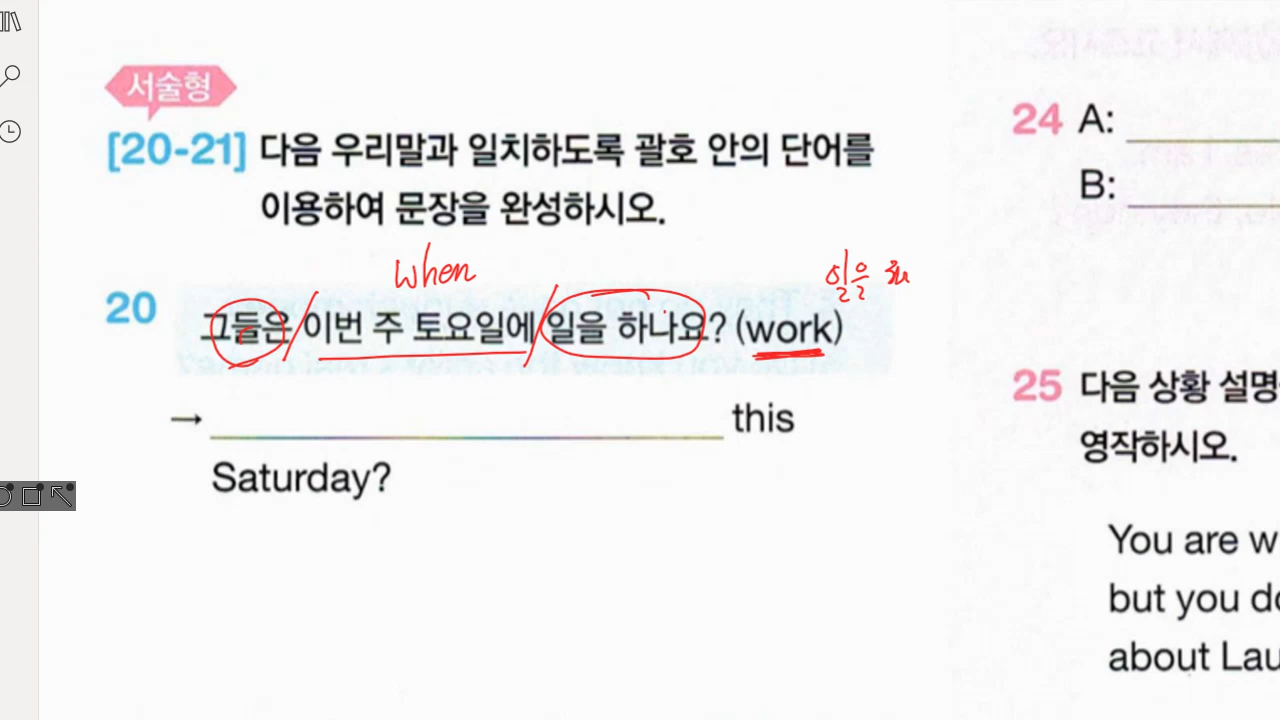 서술형
[20-21] 다음 우리말과 일치하도록 괄호 안의 단어를
이용하여 문장을 완성하시오.
when
20 그들은 이번 주 토요일에 일을 하나요? (work)
→ this
Saturday?
24 A:
B:
25 다음 상황 설명
영작하시오.
You are w
but you do
about Lau